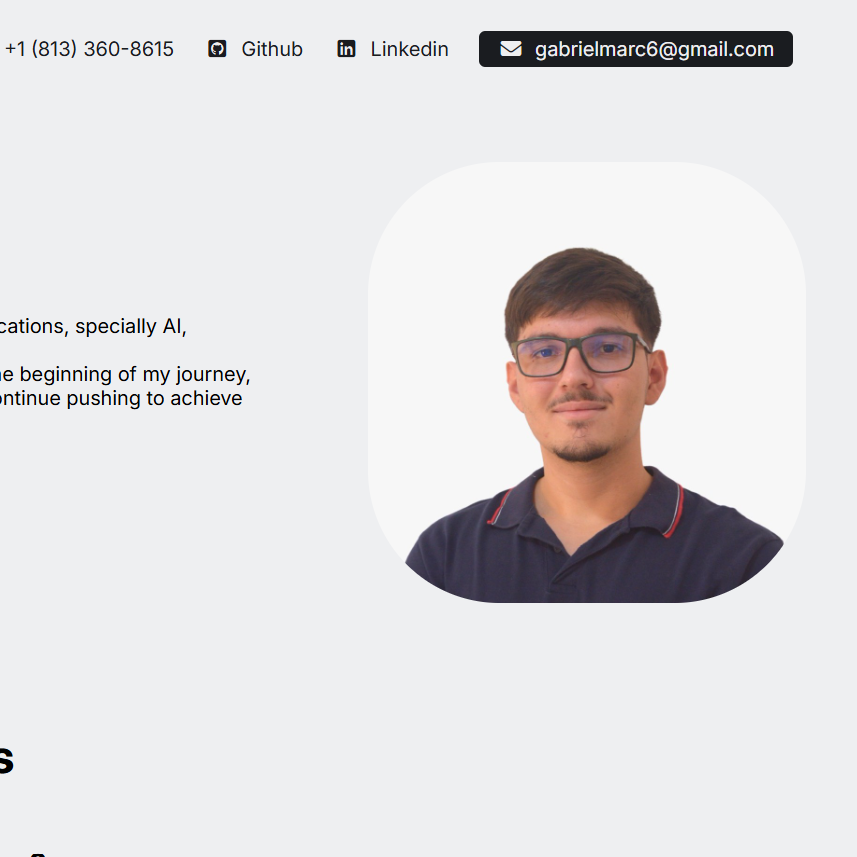 +1 (813) 360-8615 Github Linkedin gabrielmarc6@gmail.com
cations, specially AI,
e beginning of my journey,
ontinue pushing to achieve
s